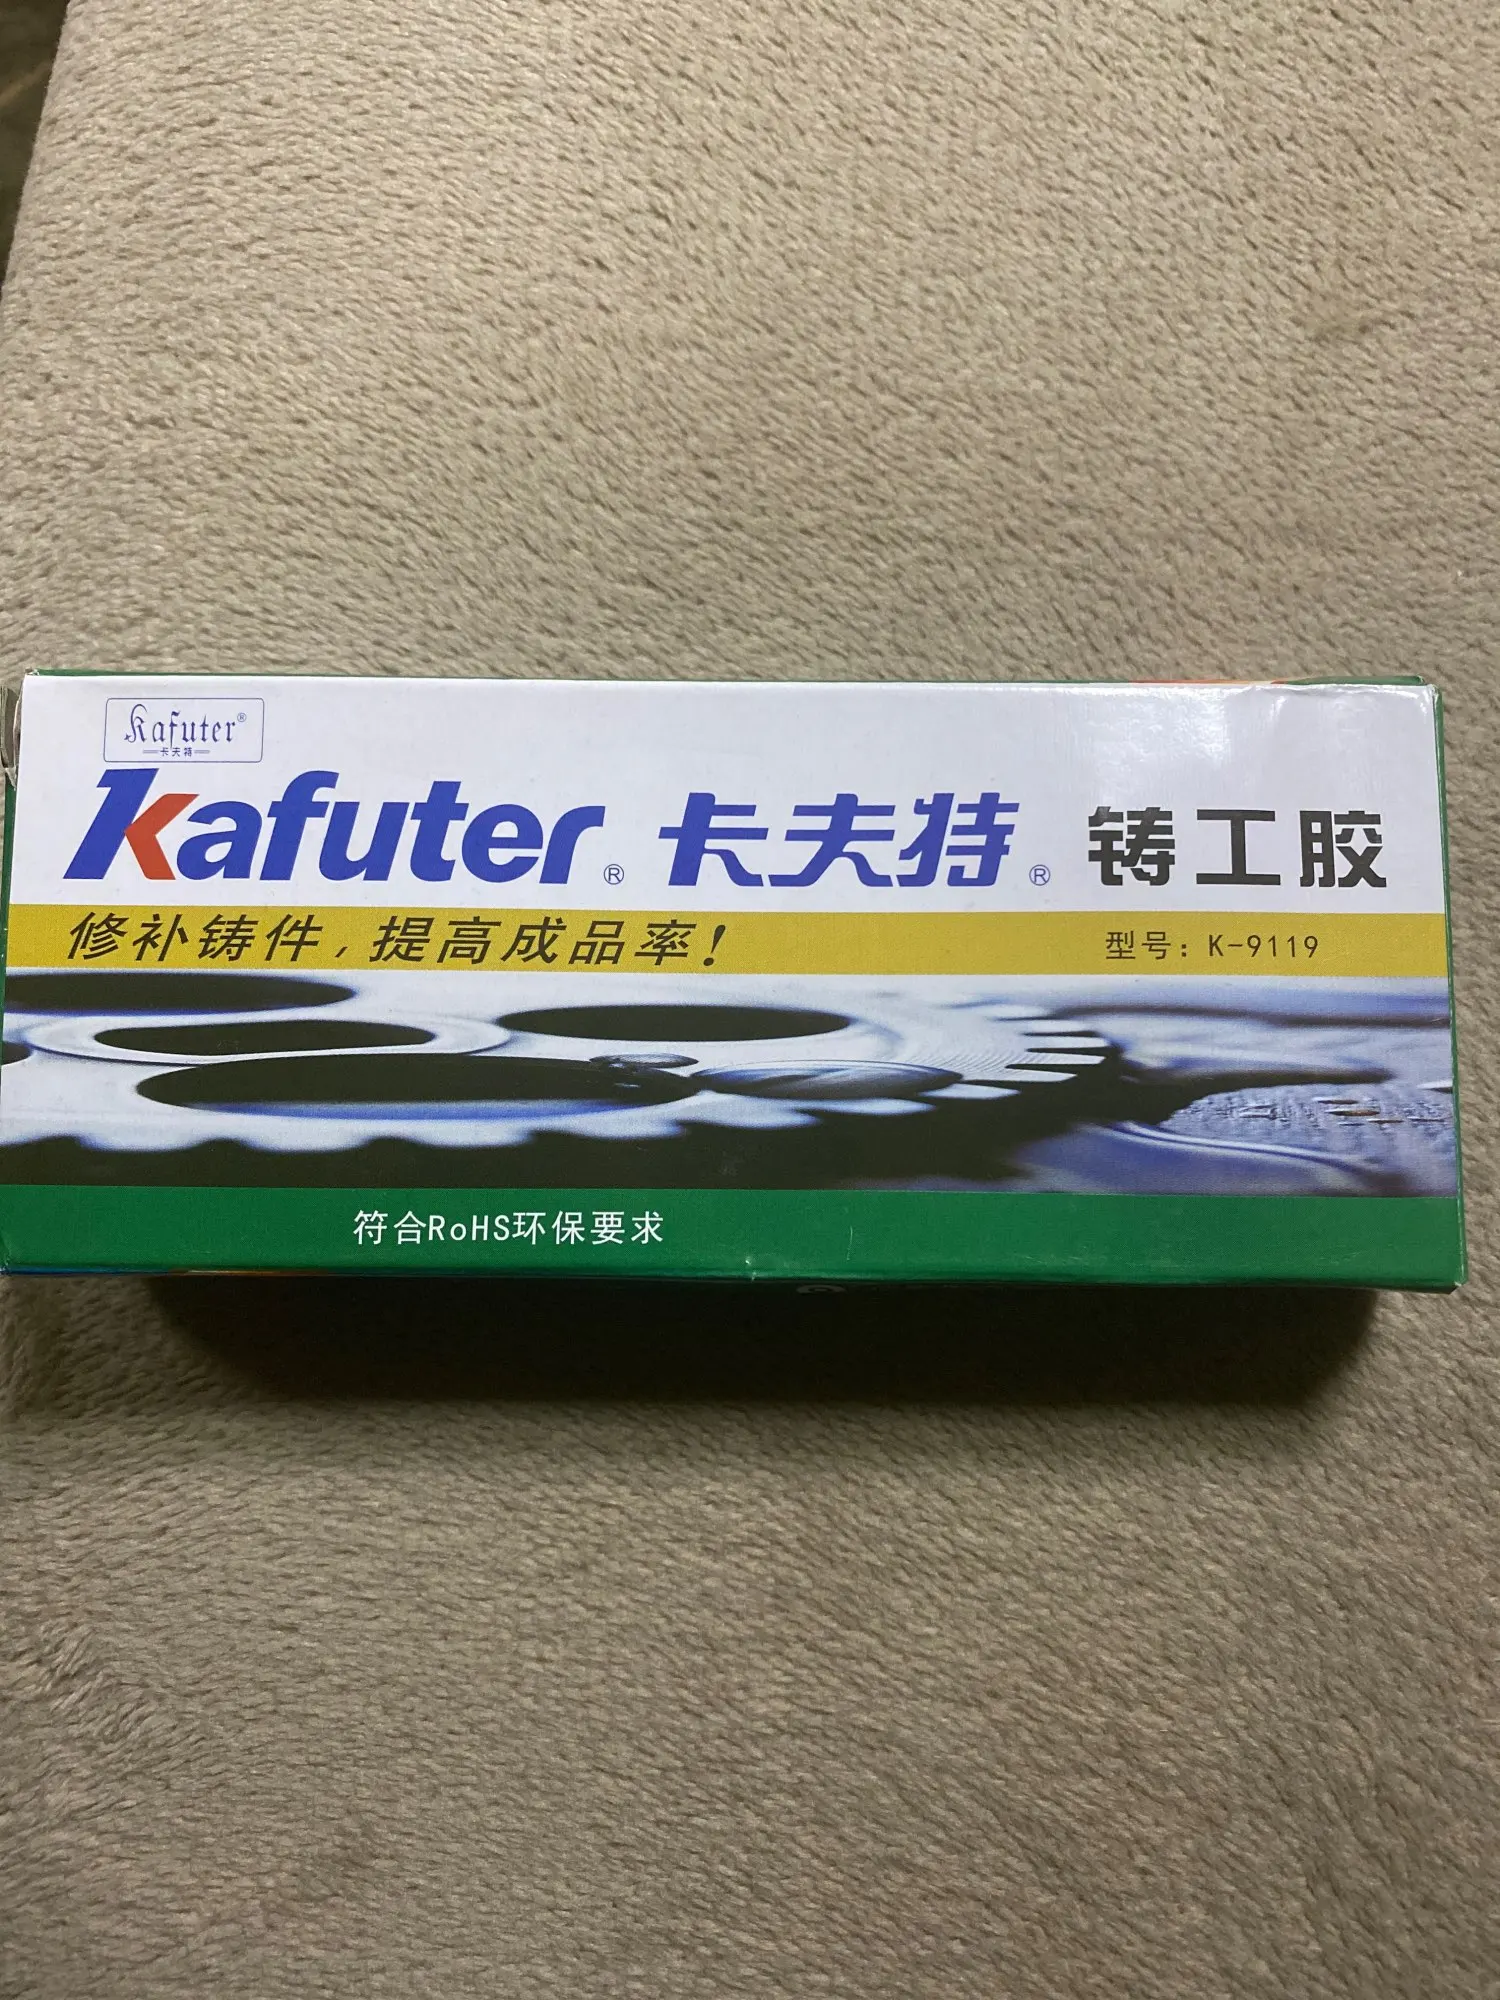 Kafuter®
卡夫特
Kafuter® 卡夫特® 铸工胶
修补铸件，提高成品率！
型号：K-9119
符合RoHS环保要求